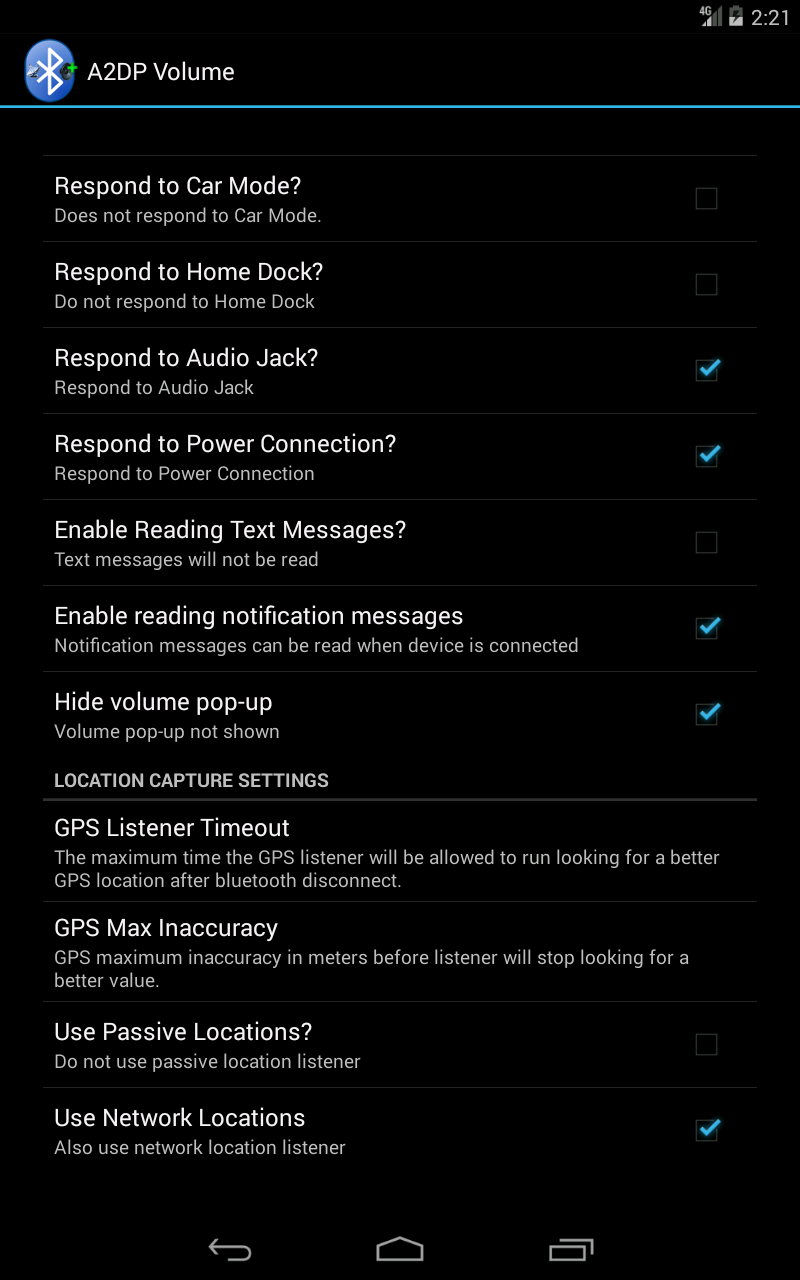 4G 2:21
A2DP Volume
Respond to Car Mode?
Does not respond to Car Mode.
Respond to Home Dock?
Do not respond to Home Dock
Respond to Audio Jack?
Respond to Audio Jack
Respond to Power Connection?
Respond to Power Connection
Enable Reading Text Messages?
Text messages will not be read
Enable reading notification messages
Notification messages can be read when device is connected
Hide volume pop-up
Volume pop-up not shown
LOCATION CAPTURE SETTINGS
GPS Listener Timeout
The maximum time the GPS listener will be allowed to run looking for a better
GPS location after bluetooth disconnect.
GPS Max Inaccuracy
GPS maximum inaccuracy in meters before listener will stop looking for a
better value.
Use Passive Locations?
Do not use passive location listener
Use Network Locations
Also use network location listener